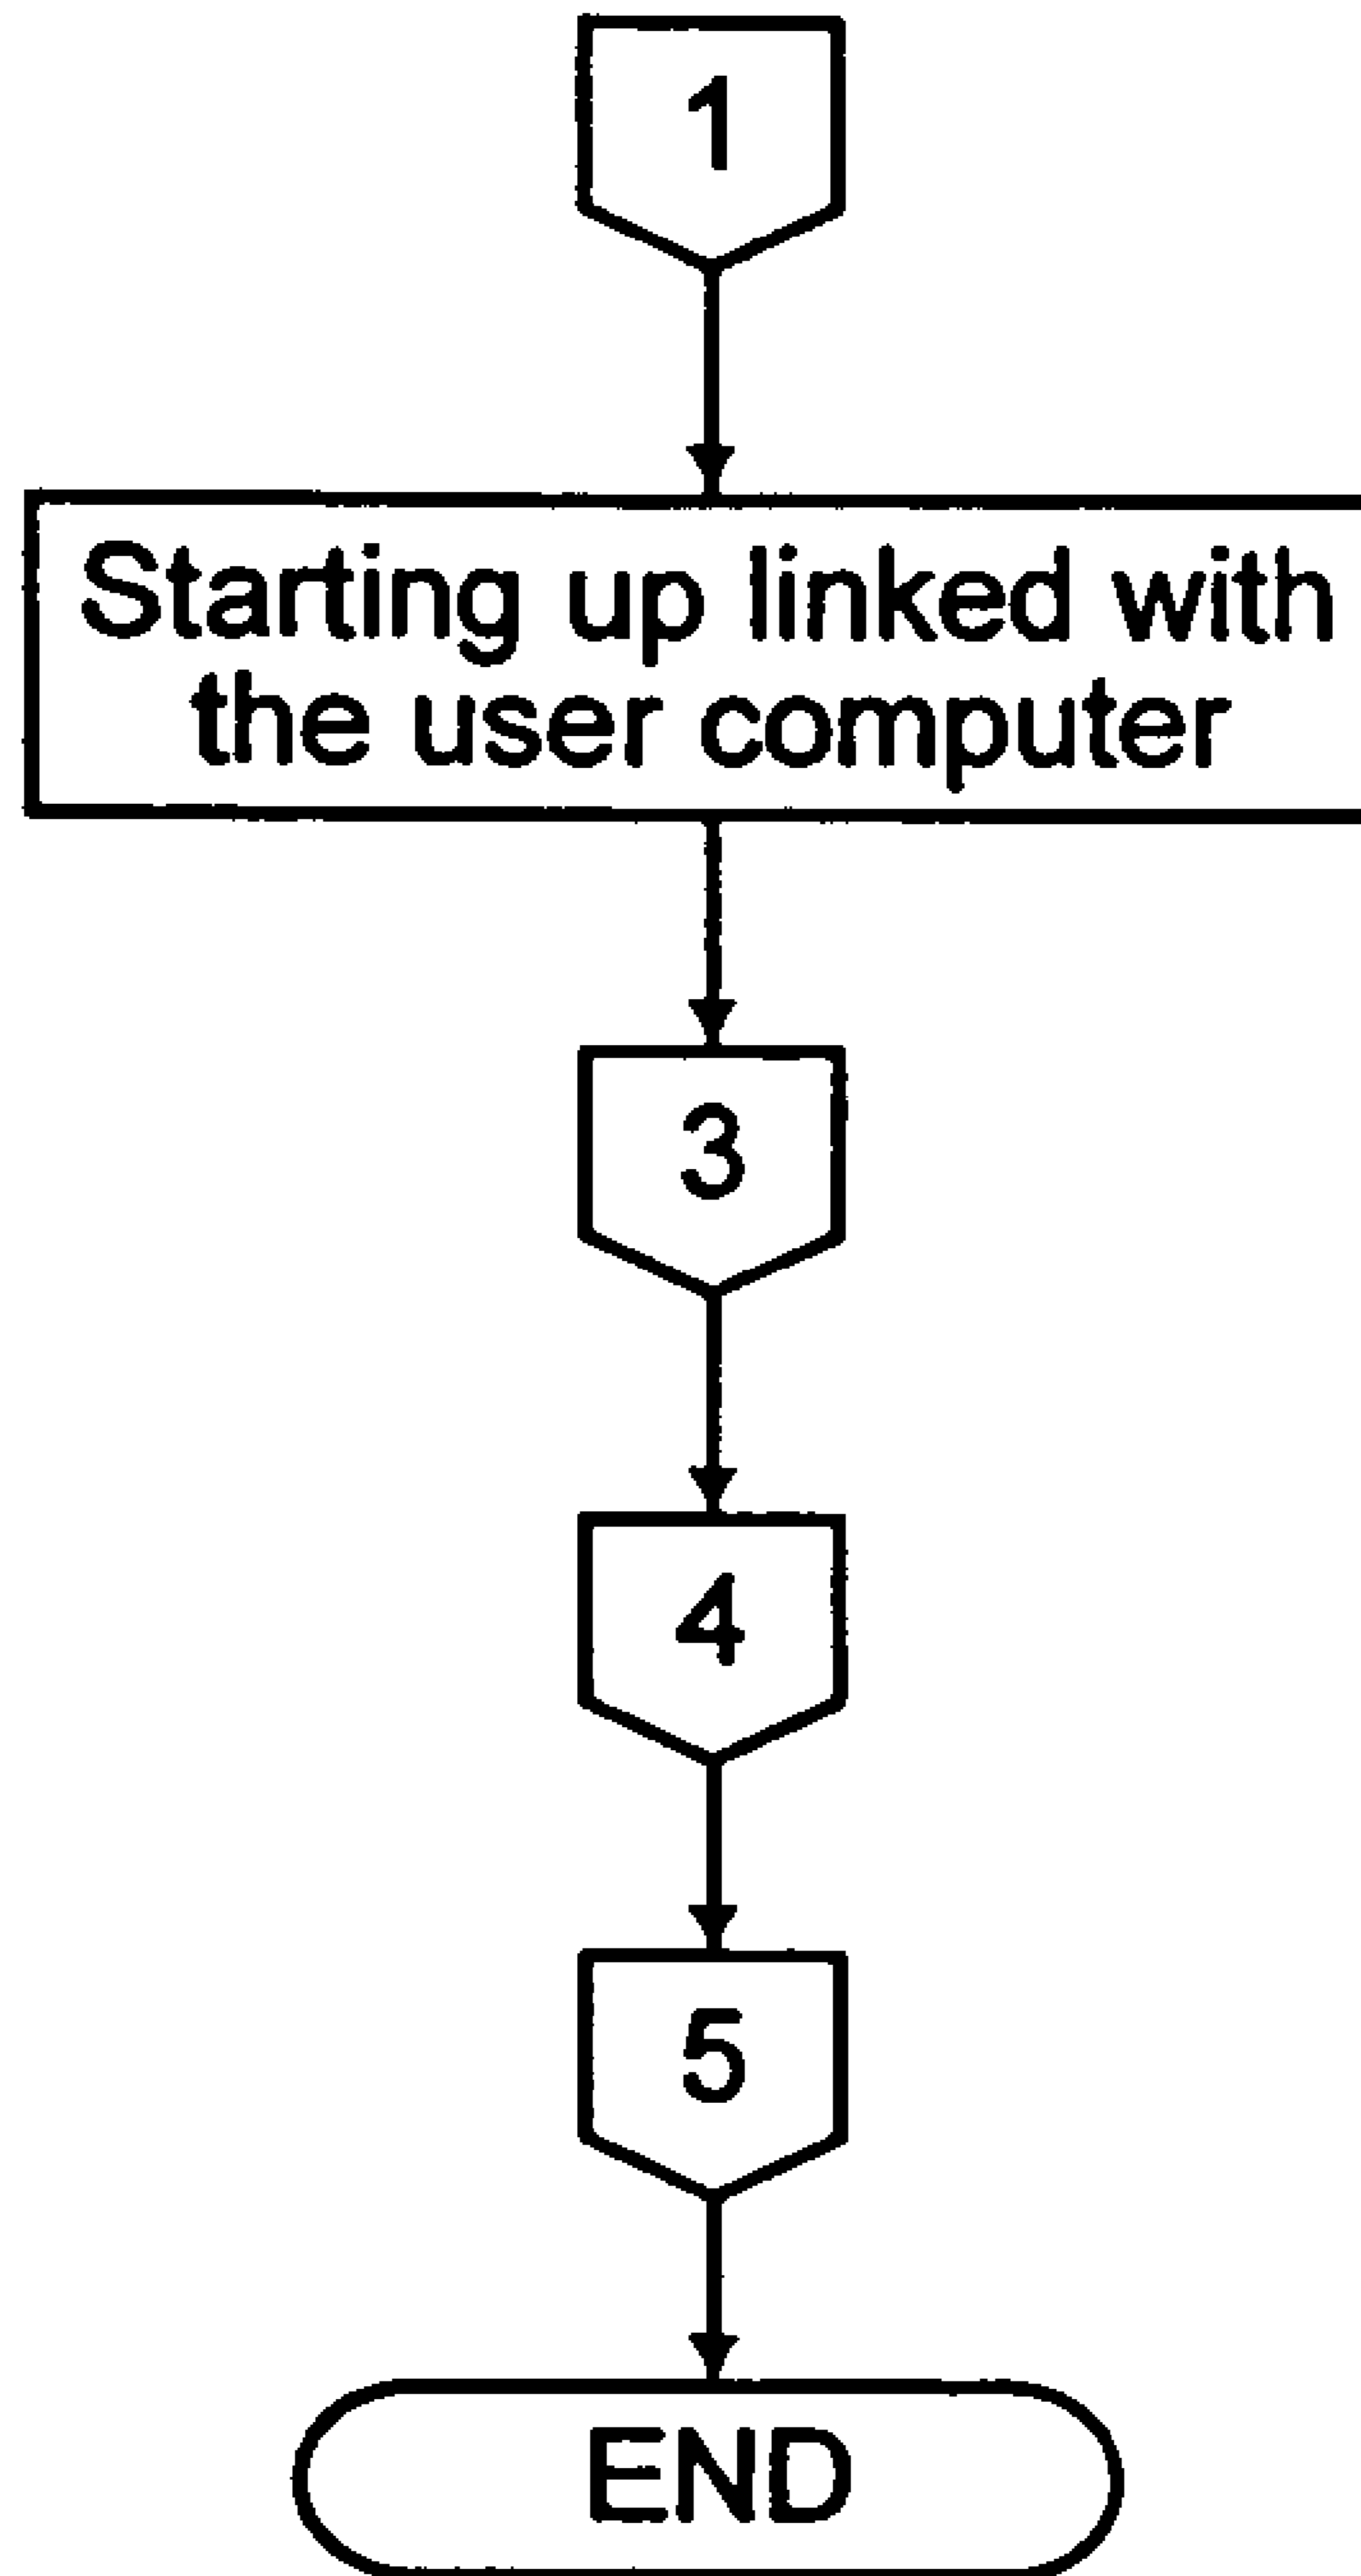 1
Starting up linked with
the user computer
3
4
5
END